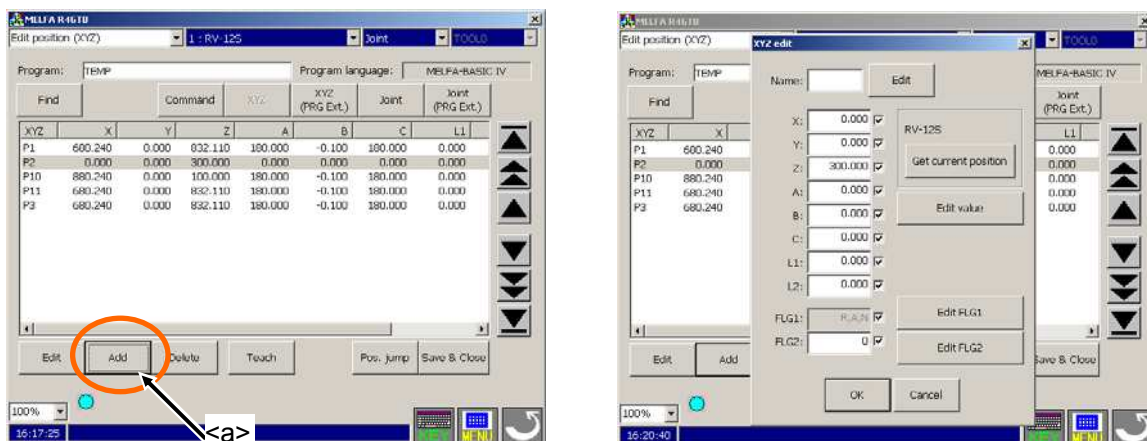 MELFA R46TB
Edit position (XYZ) 1 : RV-12S Joint TOOL0
Program: TEMP Program language: MELFA-BASIC IV
Find Command XYZ XYZ (PRG Ext.) Joint Joint (PRG Ext.)
XYZ X Y Z A B C L1
P1 680.240 0.000 832.110 180.000 -0.100 180.000 0.000
P2 0.000 0.000 300.000 0.000 0.000 0.000 0.000
P10 880.240 0.000 100.000 180.000 -0.100 180.000 0.000
P11 680.240 0.000 832.110 180.000 -0.100 180.000 0.000
P3 680.240 0.000 832.110 180.000 -0.100 180.000 0.000
Edit Add Delete Teach Pos. jump Save & Close
100%
<a>
16:17:25 KEY MENU
MELFA R
Edit position (XYZ) TOOL0
Program: TEMP MELFA-BASIC IV
Find Joint (PRG Ext.)
XYZ X L1
P1 680.240 0.000
P2 0.000 0.000
P10 880.240 0.000
P11 680.240 0.000
P3 680.240 0.000
Edit Add Save & Close
100%
16:20:40 MENU
XYZ edit
Name: Edit
X: 0.000
Y: 0.000
Z: 300.000
A: 0.000
B: 0.000
C: 0.000
L1: 0.000
L2: 0.000
FLG1: R,A,N
FLG2: 0
RV-12S
Get current position
Edit value
Edit FLG1
Edit FLG2
OK Cancel